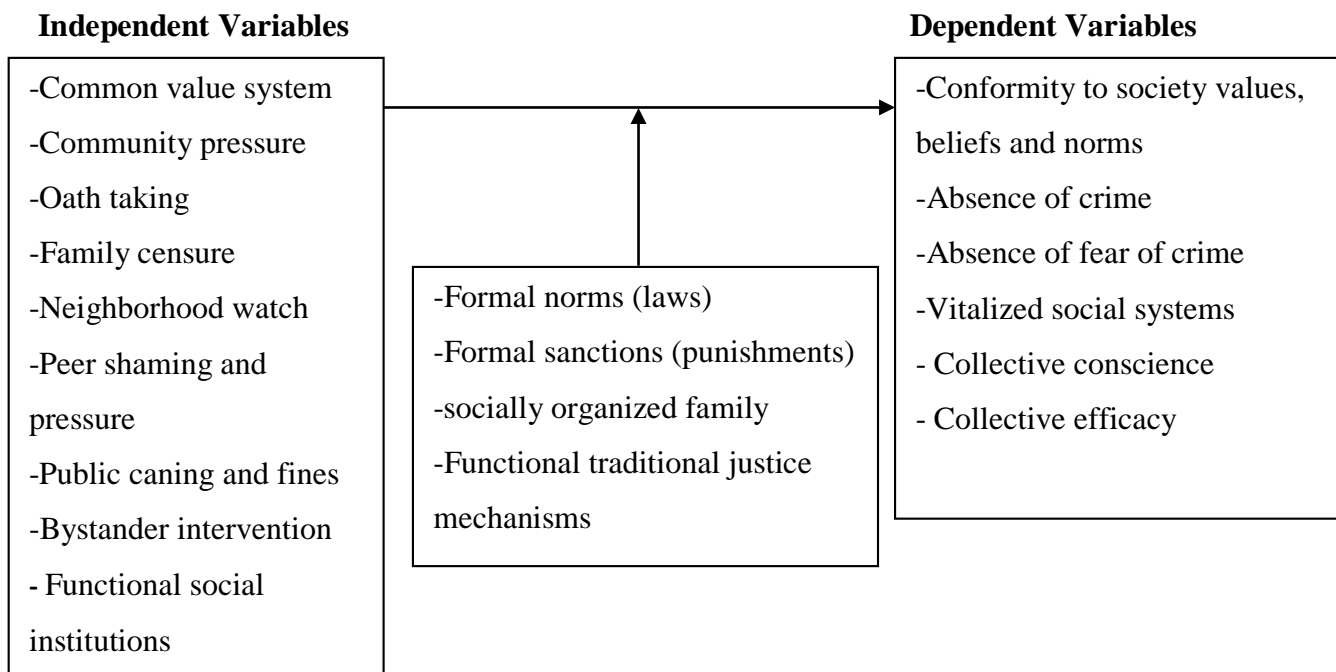 Independent Variables
-Common value system
-Community pressure
-Oath taking
-Family censure
-Neighborhood watch
-Peer shaming and
pressure
-Public caning and fines
-Bystander intervention
- Functional social
institutions
-Formal norms (laws)
-Formal sanctions (punishments)
-socially organized family
-Functional traditional justice
mechanisms
Dependent Variables
-Conformity to society values,
beliefs and norms
-Absence of crime
-Absence of fear of crime
-Vitalized social systems
- Collective conscience
- Collective efficacy